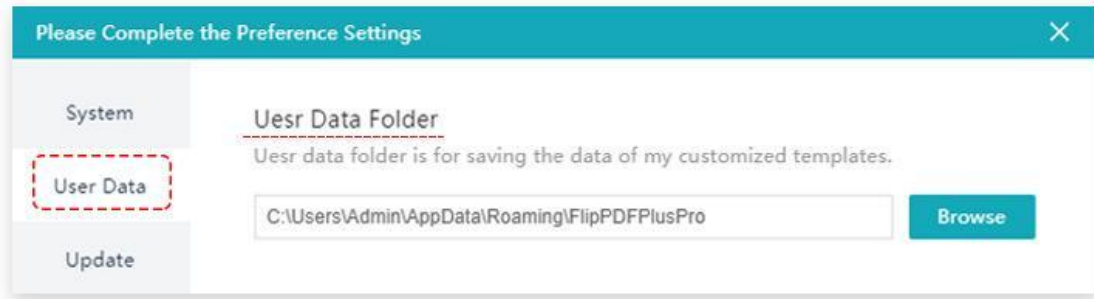 Please Complete the Preference Settings
System
Uesr Data Folder
Uesr data folder is for saving the data of my customized templates.
User Data
C:\Users\Admin\AppData\Roaming\FlipPDFPlusPro
Browse
Update